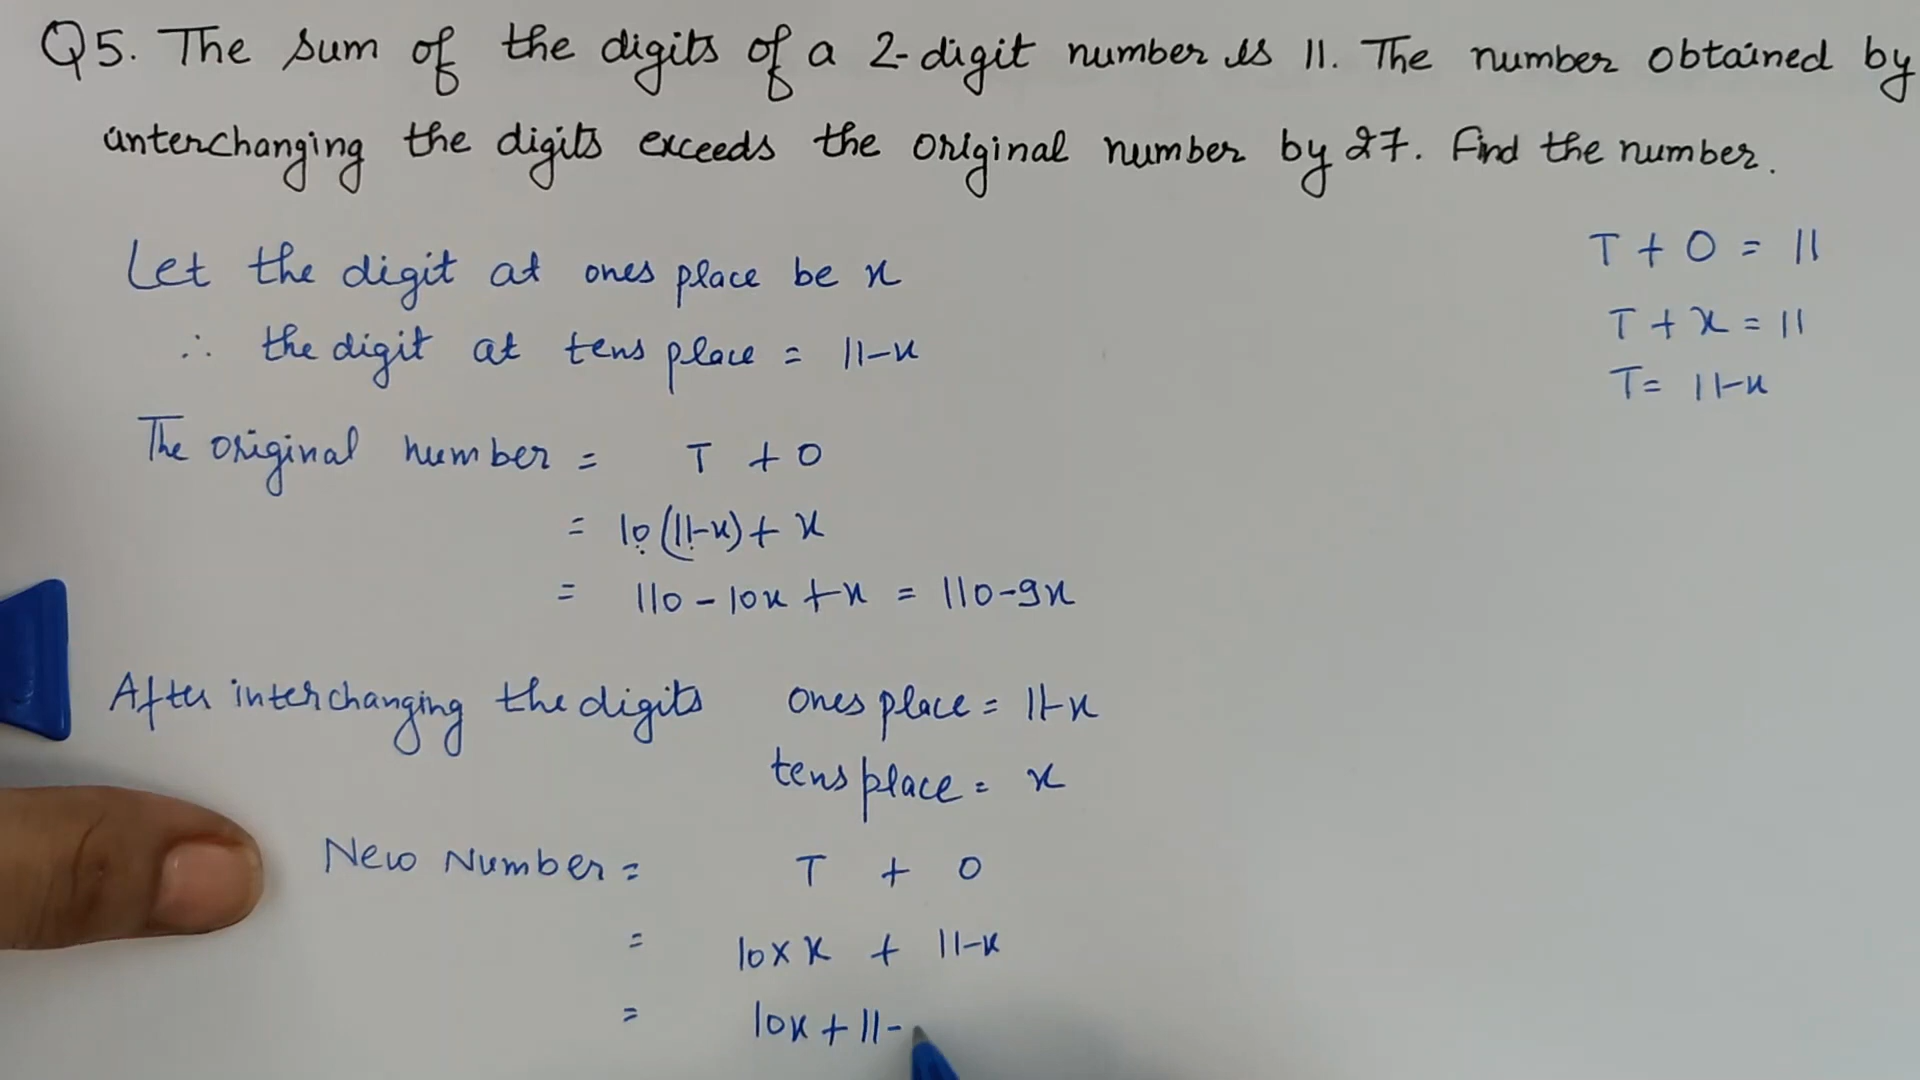 Q5. The sum of the digits of a 2-digit number is 11. The number obtained by
interchanging the digits exceeds the original number by 27. Find the number.
Let the digit at ones place be x
∴ the digit at tens place = 11-x
The original number = T + O
= 10(11-x) + x
= 110 - 10x + x = 110 - 9x
After interchanging the digits ones place = 11-x
tens place = x
New Number = T + O
= 10 × x + 11-x
= 10x + 11 -
T + O = 11
T + x = 11
T = 11-x